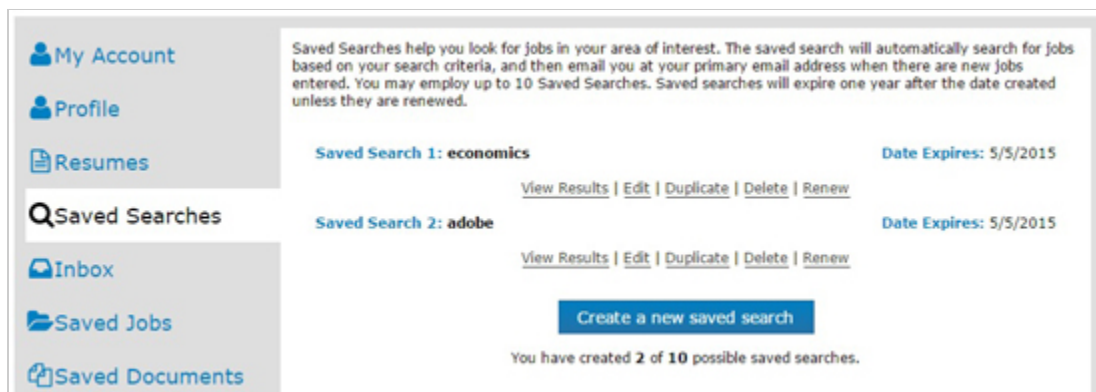 My Account
Profile
Resumes
Saved Searches
Inbox
Saved Jobs
Saved Documents
Saved Searches help you look for jobs in your area of interest. The saved search will automatically search for jobs
based on your search criteria, and then email you at your primary email address when there are new jobs
entered. You may employ up to 10 Saved Searches. Saved searches will expire one year after the date created
unless they are renewed.
Saved Search 1: economics Date Expires: 5/5/2015
View Results | Edit | Duplicate | Delete | Renew
Saved Search 2: adobe Date Expires: 5/5/2015
View Results | Edit | Duplicate | Delete | Renew
Create a new saved search
You have created 2 of 10 possible saved searches.